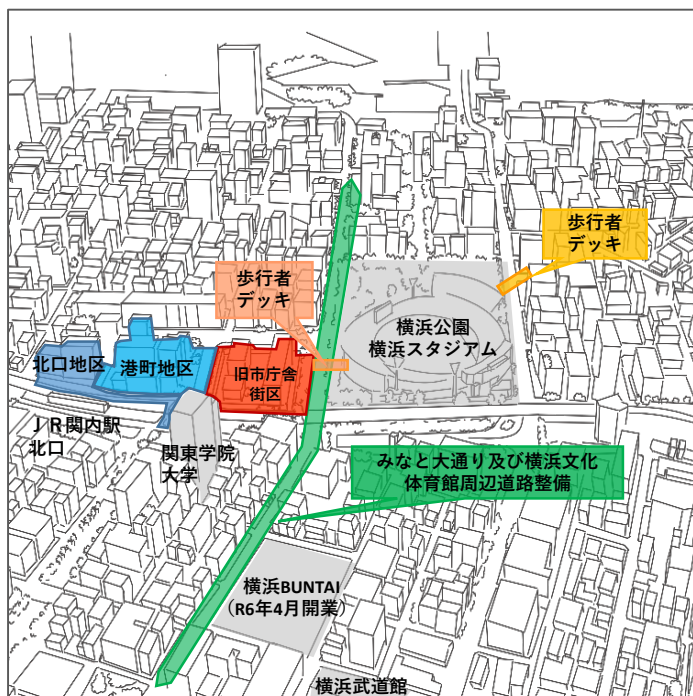 歩行者
デッキ
歩行者
デッキ
横浜公園
横浜スタジアム
北口地区
港町地区
旧市庁舎
街区
ＪＲ関内駅
北口
関東学院
大学
みなと大通り及び横浜文化
体育館周辺道路整備
横浜BUNTAI
（R6年4月開業）
横浜武道館